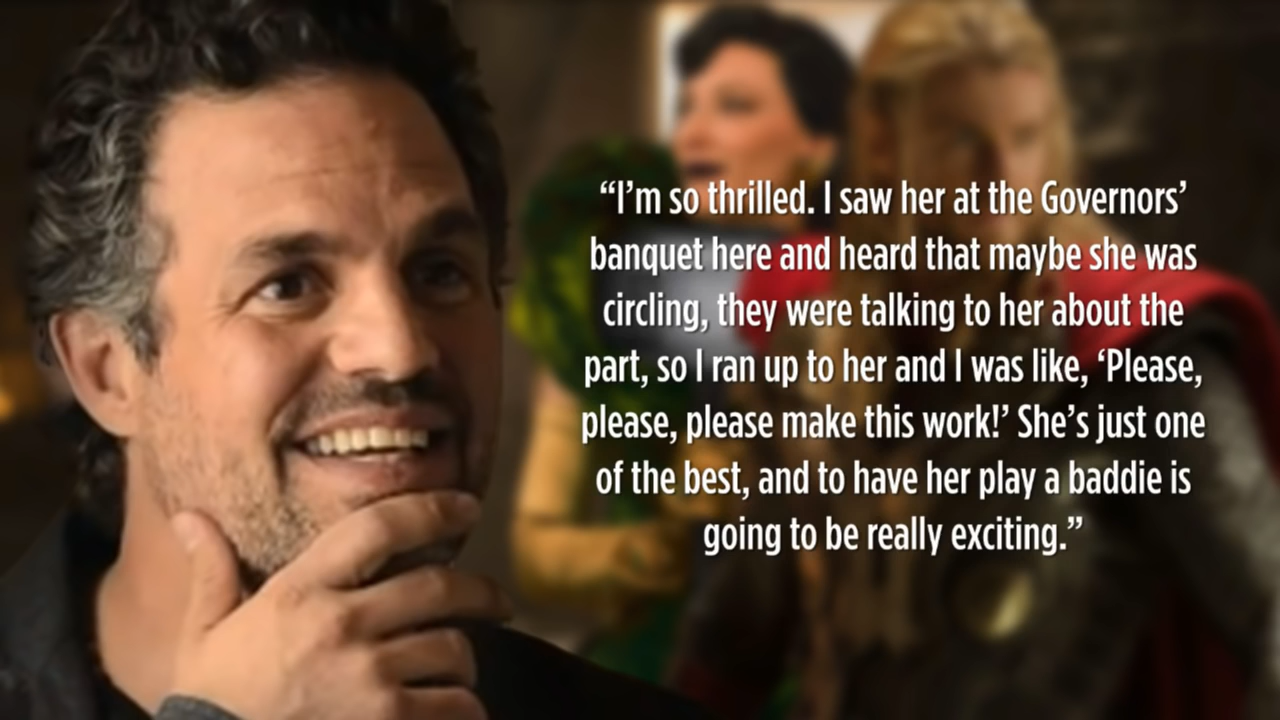 “I’m so thrilled. I saw her at the Governors’
banquet here and heard that maybe she was
circling, they were talking to her about the
part, so I ran up to her and I was like, ‘Please,
please, please make this work!’ She’s just one
of the best, and to have her play a baddie is
going to be really exciting.”